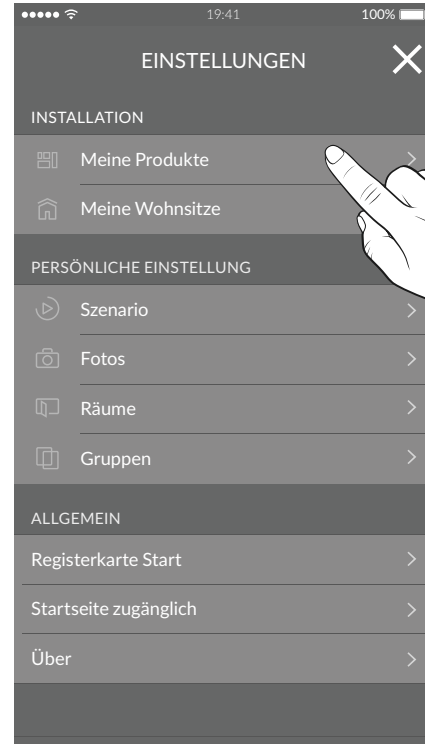 19:41 100%
EINSTELLUNGEN
INSTALLATION
Meine Produkte
Meine Wohnsitze
PERSÖNLICHE EINSTELLUNG
Szenario
Fotos
Räume
Gruppen
ALLGEMEIN
Registerkarte Start
Startseite zugänglich
Über